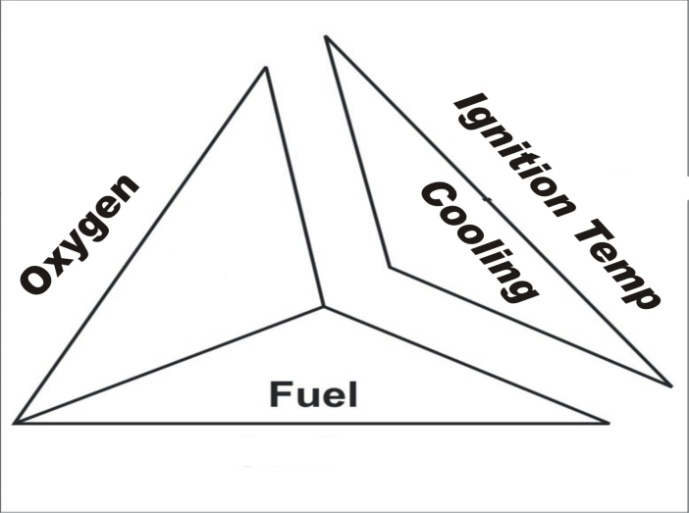 Oxygen
Ignition Temp
Cooling
Fuel